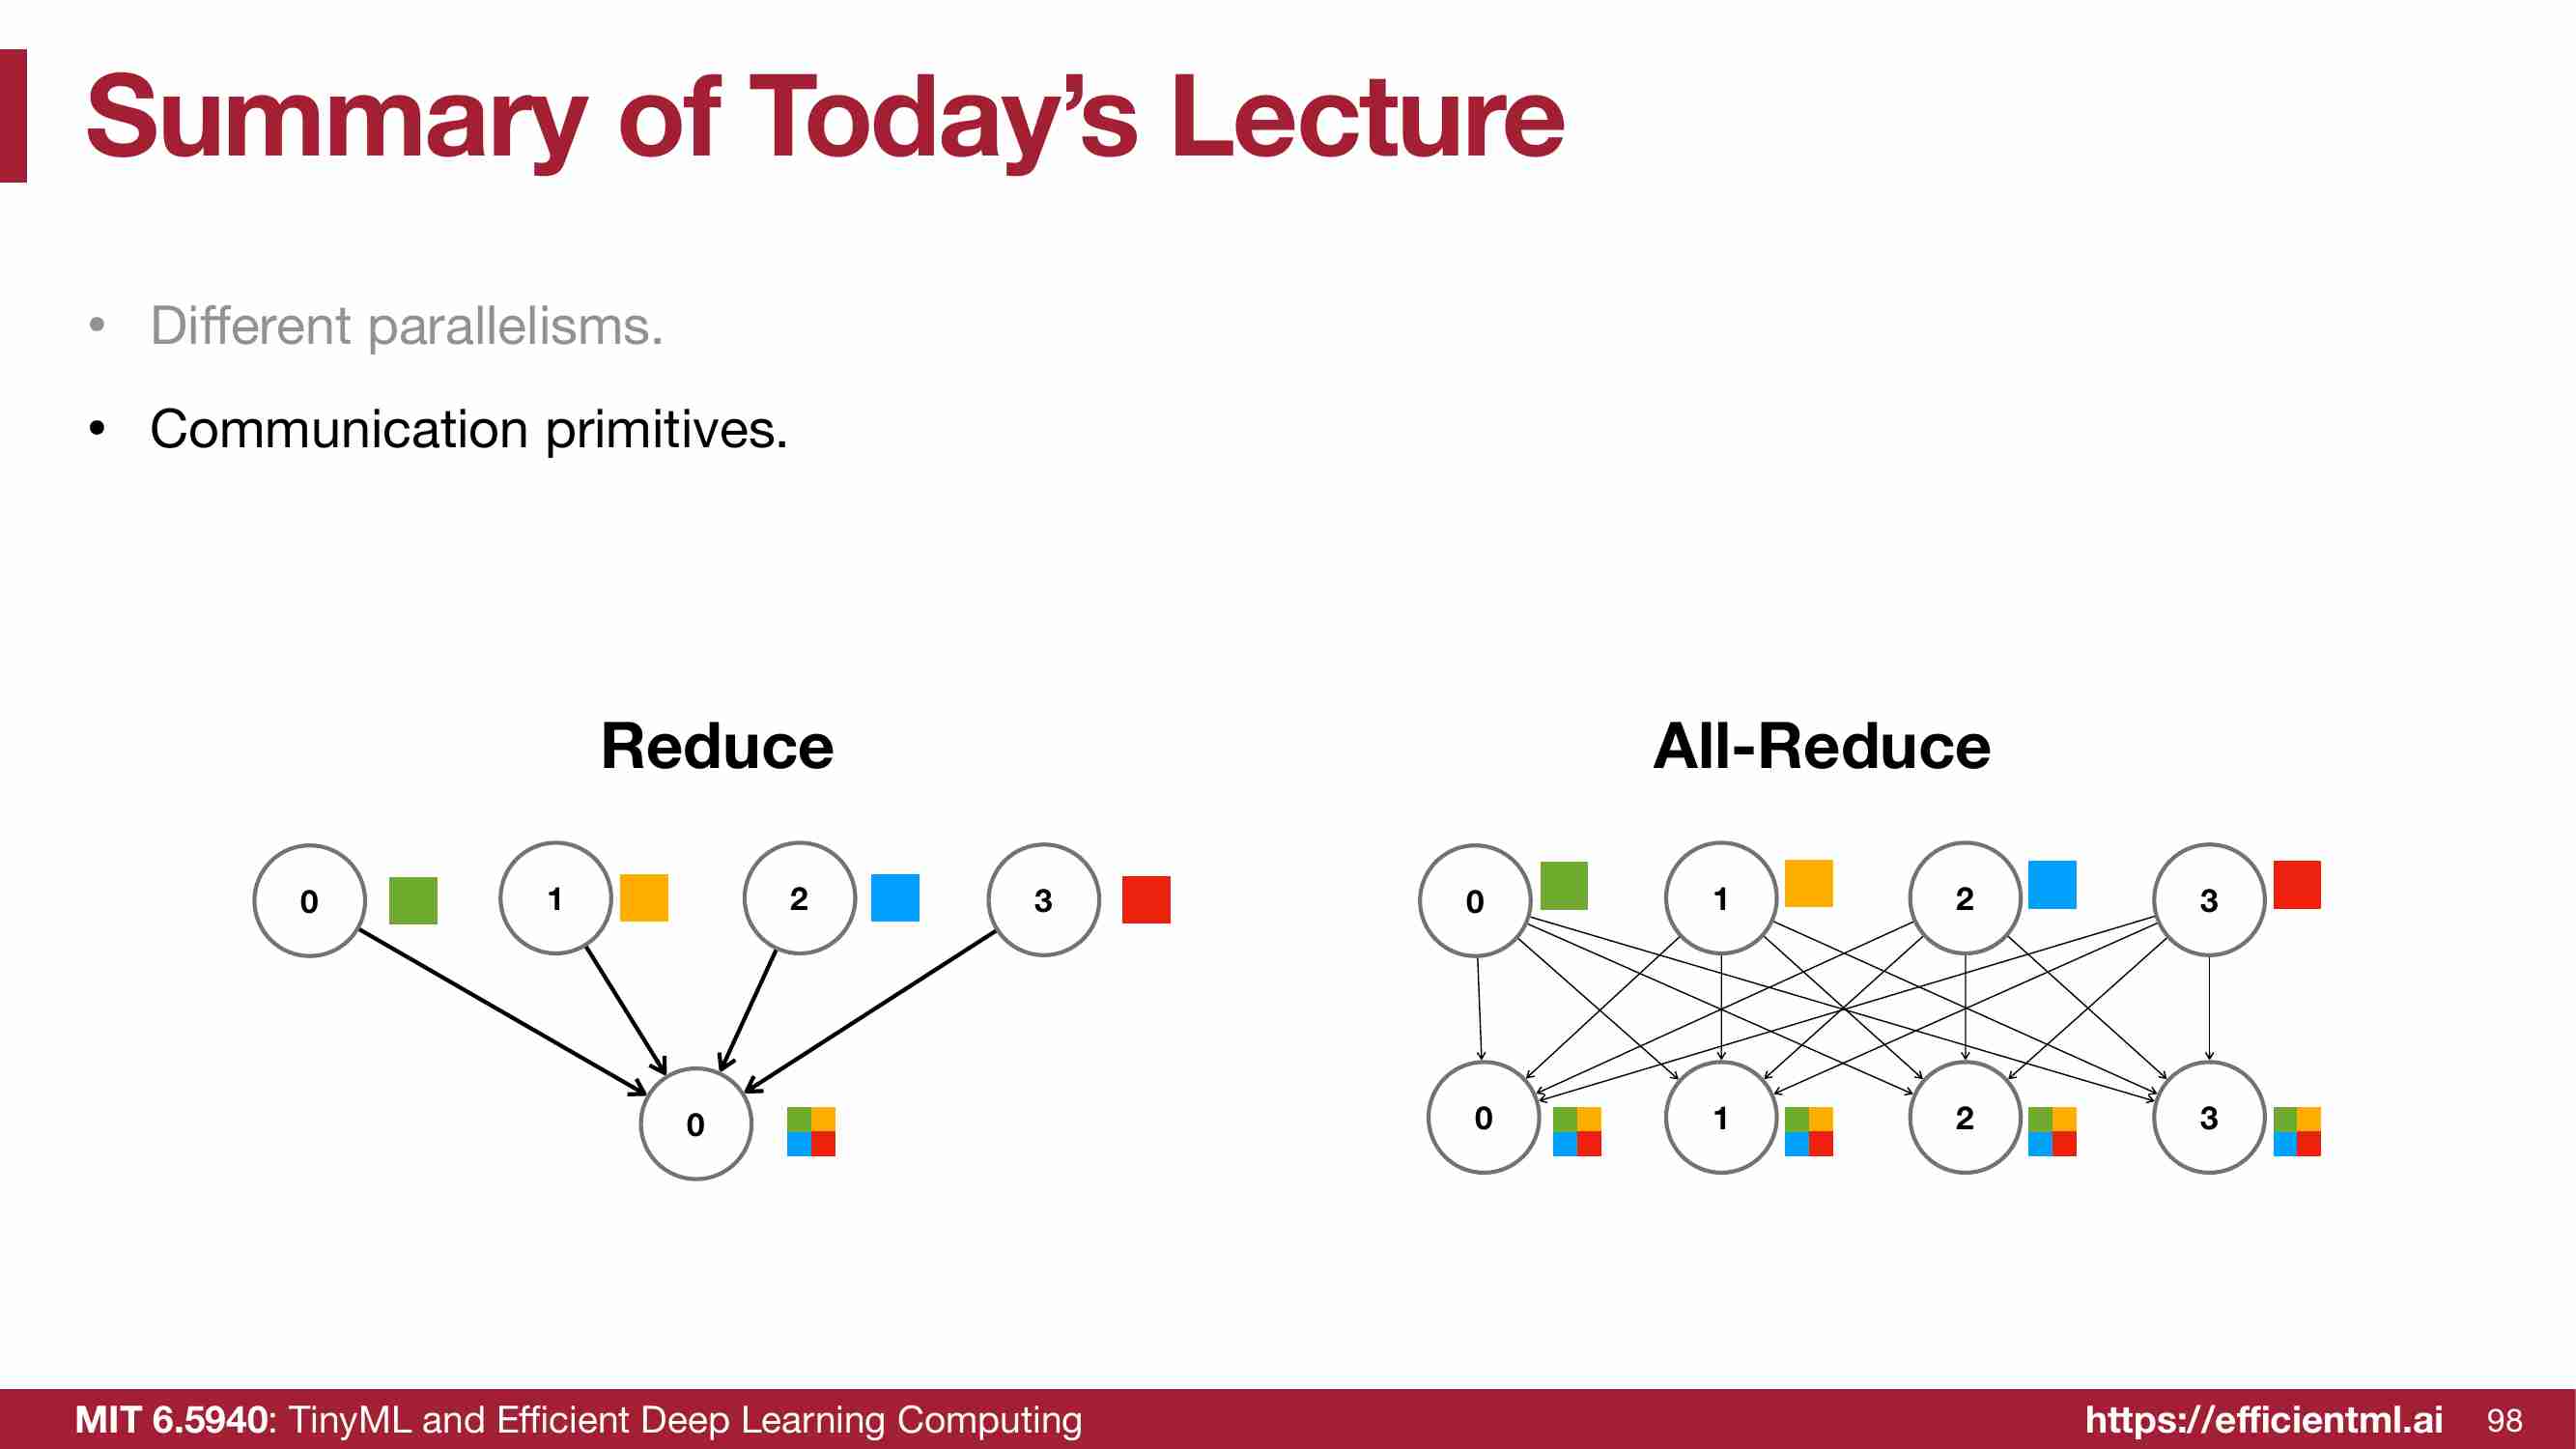 Summary of Today’s Lecture
• Different parallelisms.
• Communication primitives.
Reduce
0 1 2 3
0
All-Reduce
0 1 2 3
0 1 2 3
MIT 6.5940: TinyML and Efficient Deep Learning Computing
https://efficientml.ai 98